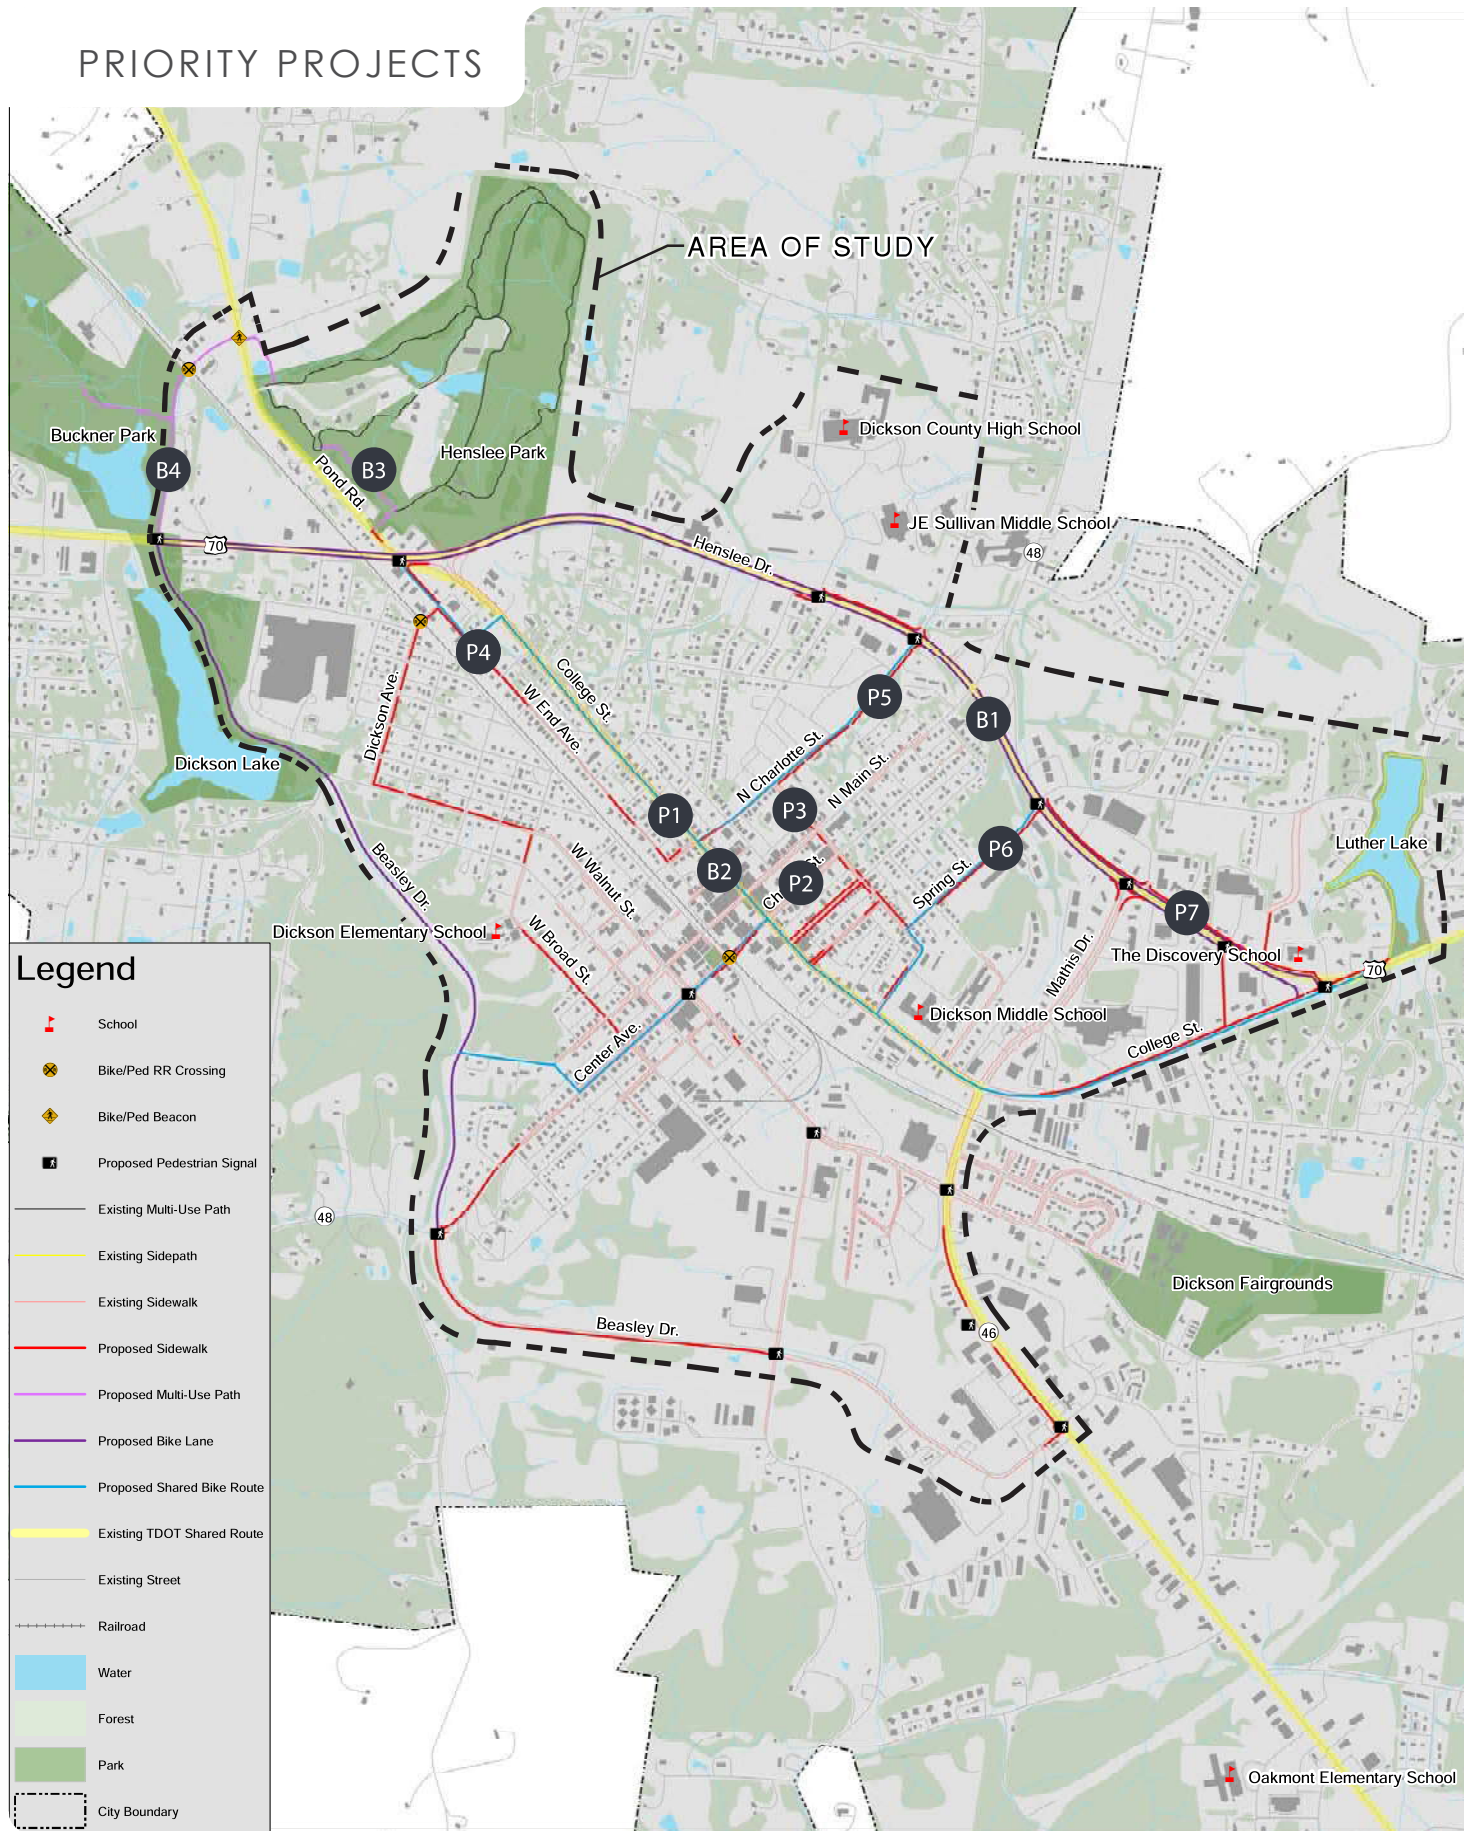 PRIORITY PROJECTS
AREA OF STUDY
Dickson County High School
Buckner Park
Henslee Park
B4
B3
Pond Rd.
JE Sullivan Middle School
70
Henslee Dr.
48
P4
College St.
P5
B1
W End Ave.
Dickson Ave.
N Charlotte St.
N Main St.
Dickson Lake
P1
P3
P6
Luther Lake
Beasley Dr.
W Walnut St.
B2
P2
St.
Spring St.
P7
Dickson Elementary School
W Broad St.
Mathis Dr.
The Discovery School
70
Dickson Middle School
Center Ave.
College St.
48
Dickson Fairgrounds
Beasley Dr.
46
Oakmont Elementary School
Legend
School
Bike/Ped RR Crossing
Bike/Ped Beacon
Proposed Pedestrian Signal
Existing Multi-Use Path
Existing Sidepath
Existing Sidewalk
Proposed Sidewalk
Proposed Multi-Use Path
Proposed Bike Lane
Proposed Shared Bike Route
Existing TDOT Shared Route
Existing Street
Railroad
Water
Forest
Park
City Boundary